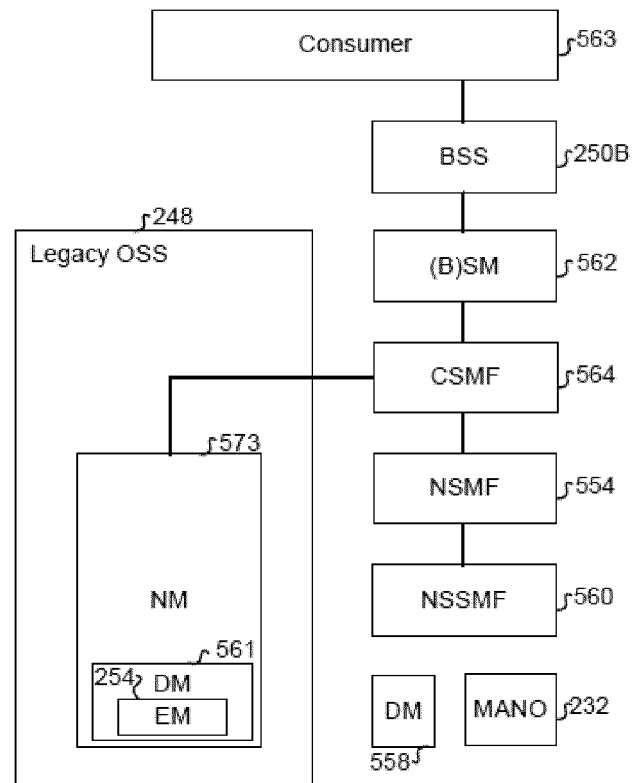 Consumer
563
BSS
250B
248
Legacy OSS
(B)SM
562
CSMF
564
573
NSMF
554
NM
NSSMF
560
561
254
DM
EM
DM
558
MANO
232